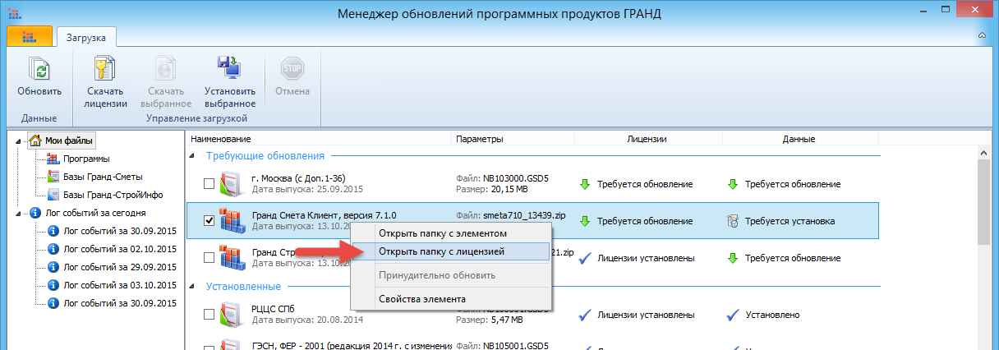 Менеджер обновлений программных продуктов ГРАНД
Загрузка
Обновить
Скачать лицензии
Скачать выбранное
Установить выбранное
STOP
Отмена
Данные
Управление загрузкой
Мои файлы
Программы
Базы Гранд-Сметы
Базы Гранд-СтройИнфо
Лог событий за сегодня
Лог событий за 30.09.2015
Лог событий за 02.10.2015
Лог событий за 29.09.2015
Лог событий за 03.10.2015
Лог событий за 30.09.2015
Наименование Параметры Лицензии Данные
Требующие обновления
г. Москва (с Доп.1-36) Файл: NB103000.GSD5 Требуется обновление Требуется обновление
Дата выпуска: 25.09.2015 Размер: 20,15 MB
Гранд Смета Клиент, версия 7.1.0 Файл: smeta710_13439.zip Требуется обновление Требуется установка
Дата выпуска: 13.10
Открыть папку с элементом
Открыть папку с лицензией
Принудительно обновить
Свойства элемента
Гранд Стр 21.zip Лицензии установлены Требуется обновление
Дата выпуска: 13.10
Установленные
РЦЦС СПб Лицензии установлены Установлено
Дата выпуска: 20.08.2014 Размер: 5,47 MB
ГЭСН, ФЕР - 2001 (редакция 2014 г. с изменения Файл: NB105001.GSD5